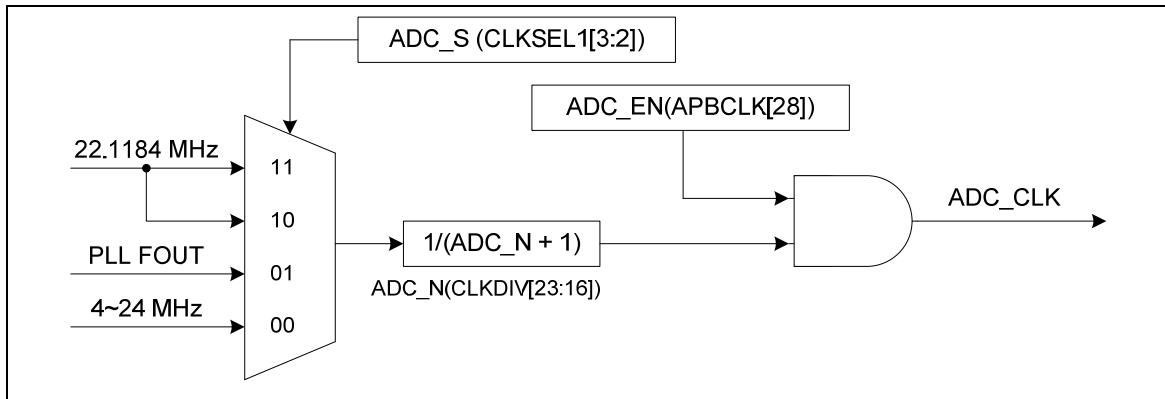 ADC_S (CLKSEL1[3:2])
ADC_EN(APBCLK[28])
22.1184 MHz
11
10
PLL FOUT
01
4~24 MHz
00
1/(ADC_N + 1)
ADC_N(CLKDIV[23:16])
ADC_CLK